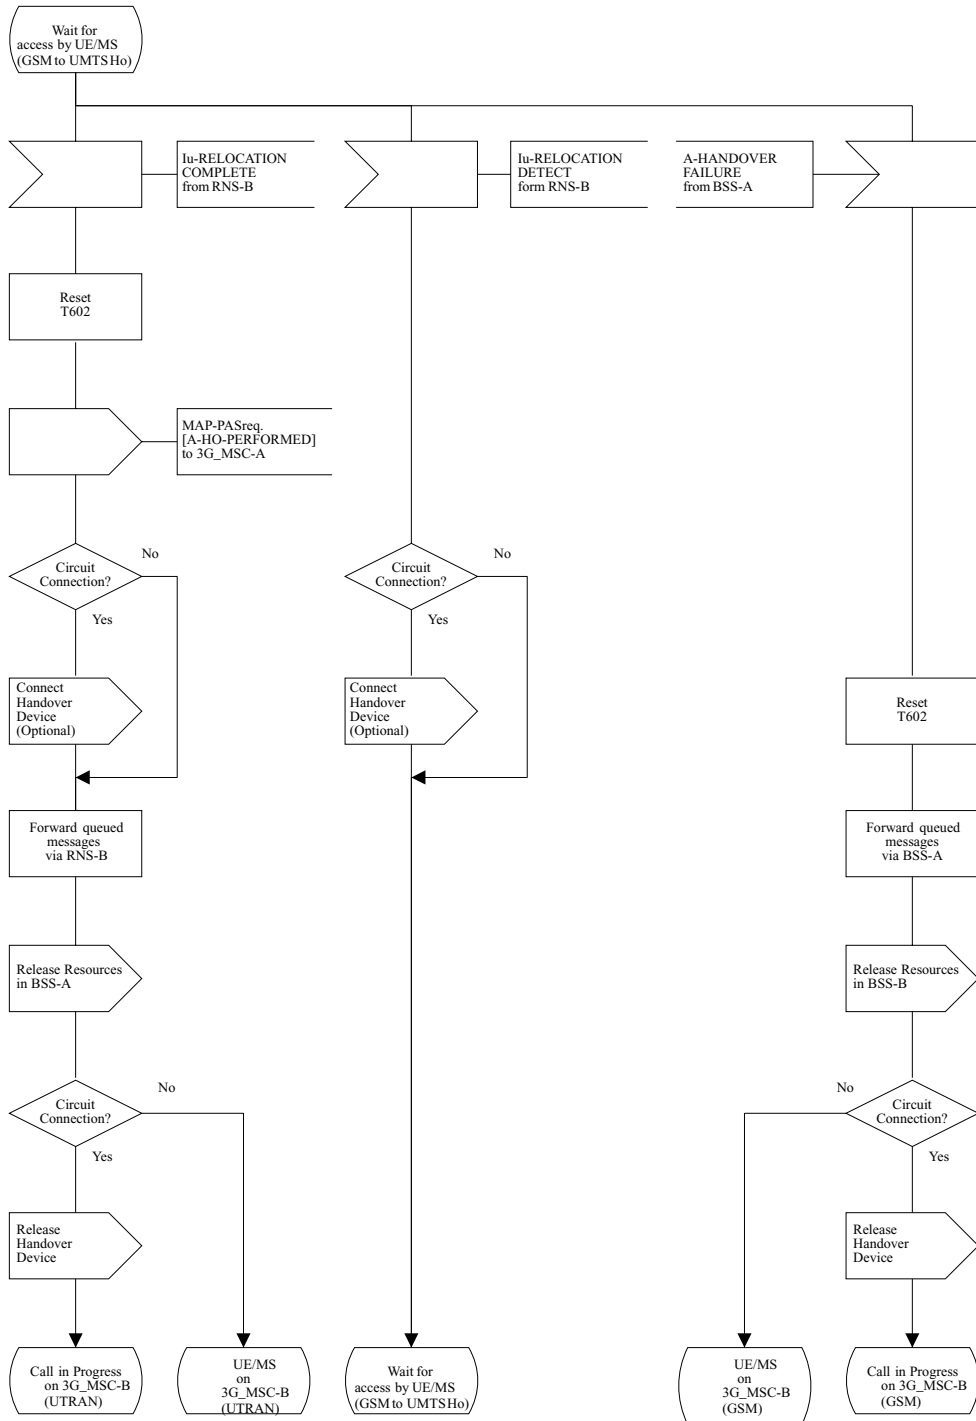 Wait for
access by UE/MS
(GSM to UMTS Ho)
Iu-RELOCATION
COMPLETE
from RNS-B
Iu-RELOCATION
DETECT
form RNS-B
A-HANDOVER
FAILURE
from BSS-A
Reset
T602
MAP-PASreq.
[A-HO-PERFORMED]
to 3G_MSC-A
Circuit
Connection?
No
Yes
Circuit
Connection?
No
Yes
Connect
Handover
Device
(Optional)
Connect
Handover
Device
(Optional)
Reset
T602
Forward queued
messages
via RNS-B
Forward queued
messages
via BSS-A
Release Resources
in BSS-A
Release Resources
in BSS-B
Circuit
Connection?
No
Yes
No
Circuit
Connection?
Yes
Release
Handover
Device
Release
Handover
Device
Call in Progress
on 3G_MSC-B
(UTRAN)
UE/MS
on
3G_MSC-B
(UTRAN)
Wait for
access by UE/MS
(GSM to UMTS Ho)
UE/MS
on
3G_MSC-B
(GSM)
Call in Progress
on 3G_MSC-B
(GSM)